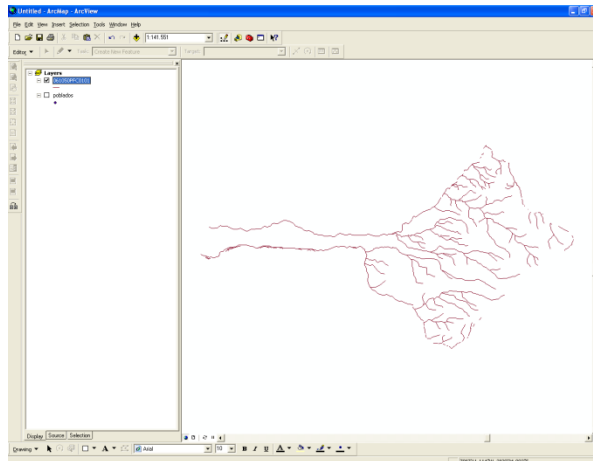 Untitled - ArcMap - ArcView
File Edit View Insert Selection Tools Window Help
1:141.551
Editor Task: Create New Feature Target:
Layers
poblados
Display Source Selection
Drawing A Arial 10 B I U A